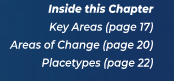 Inside this Chapter
Key Areas (page 17)
Areas of Change (page 20)
Placetypes (page 22)